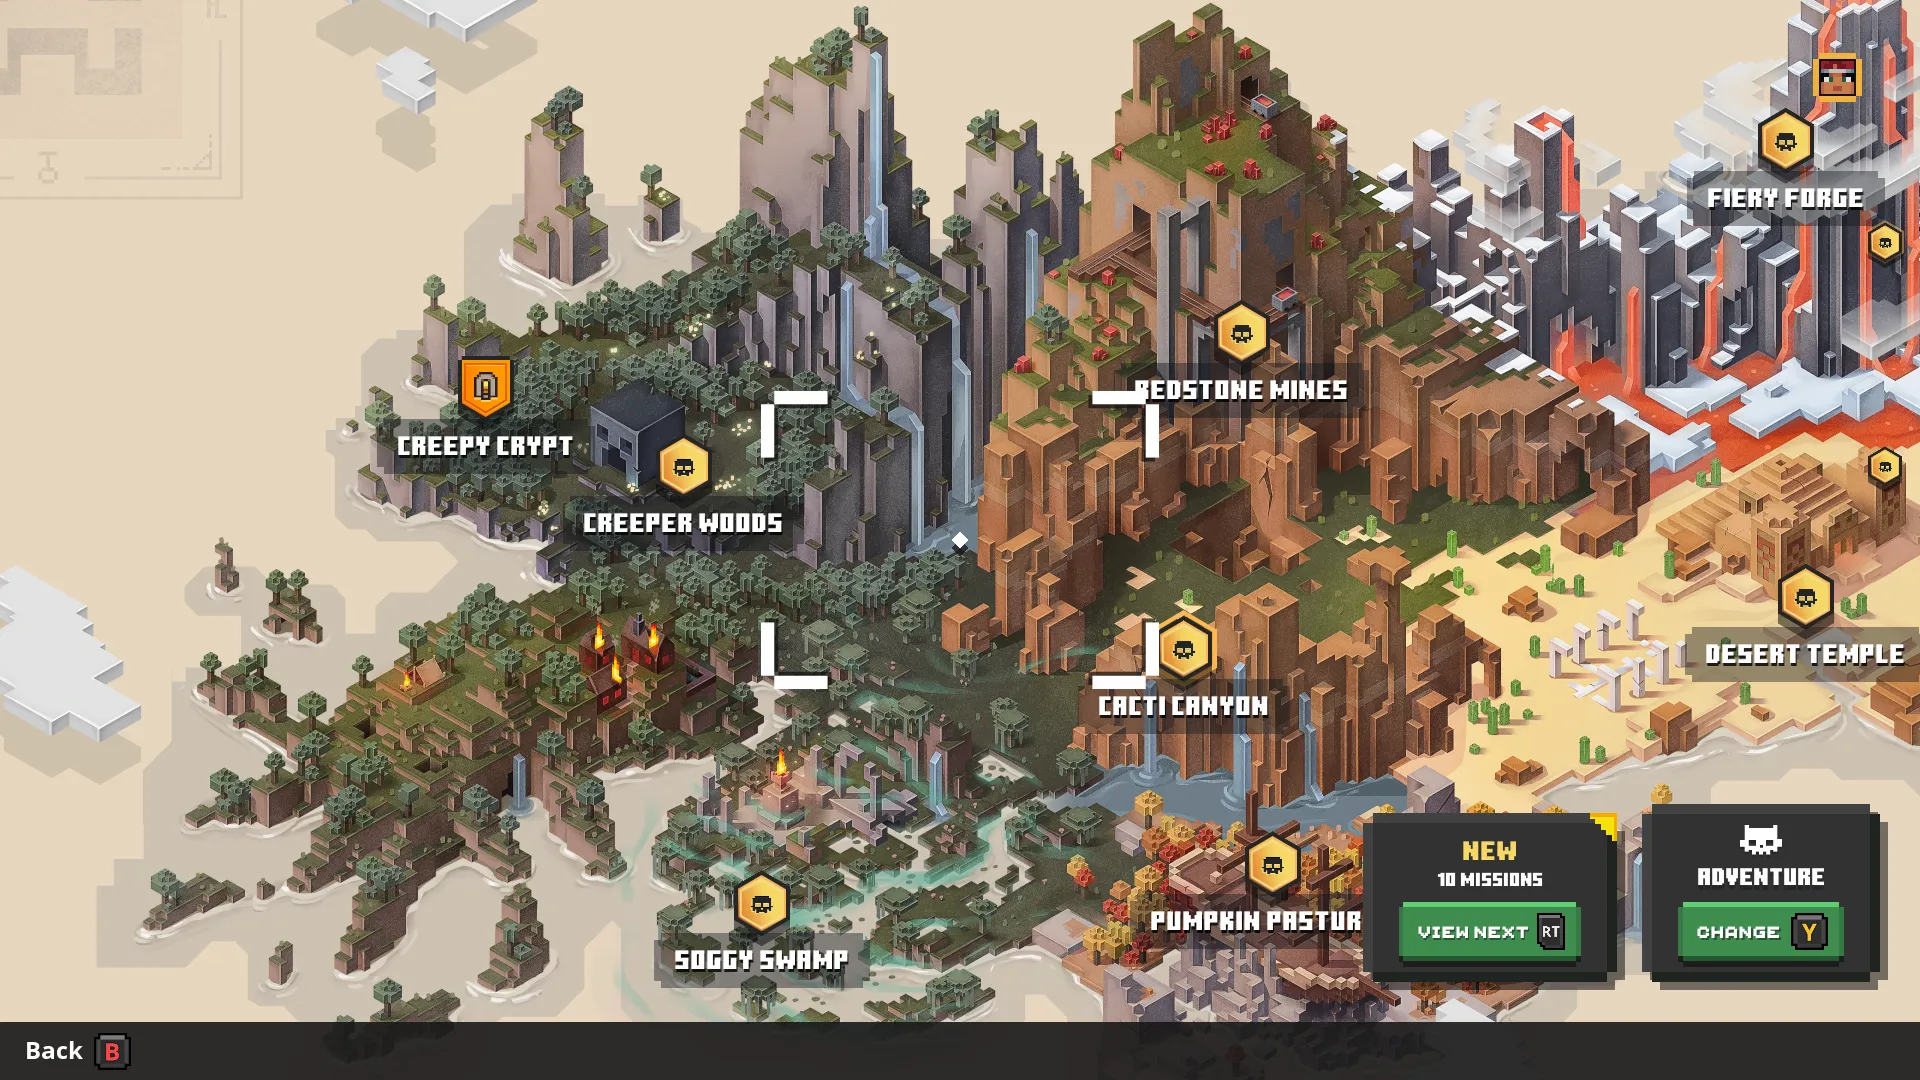 FIERY FORGE
REDSTONE MINES
CREEPY CRYPT
CREEPER WOODS
DESERT TEMPLE
CACTI CANYON
PUMPKIN PASTUR
SOGGY SWAMP
NEW
10 MISSIONS
VIEW NEXT RT
ADVENTURE
CHANGE Y
Back B